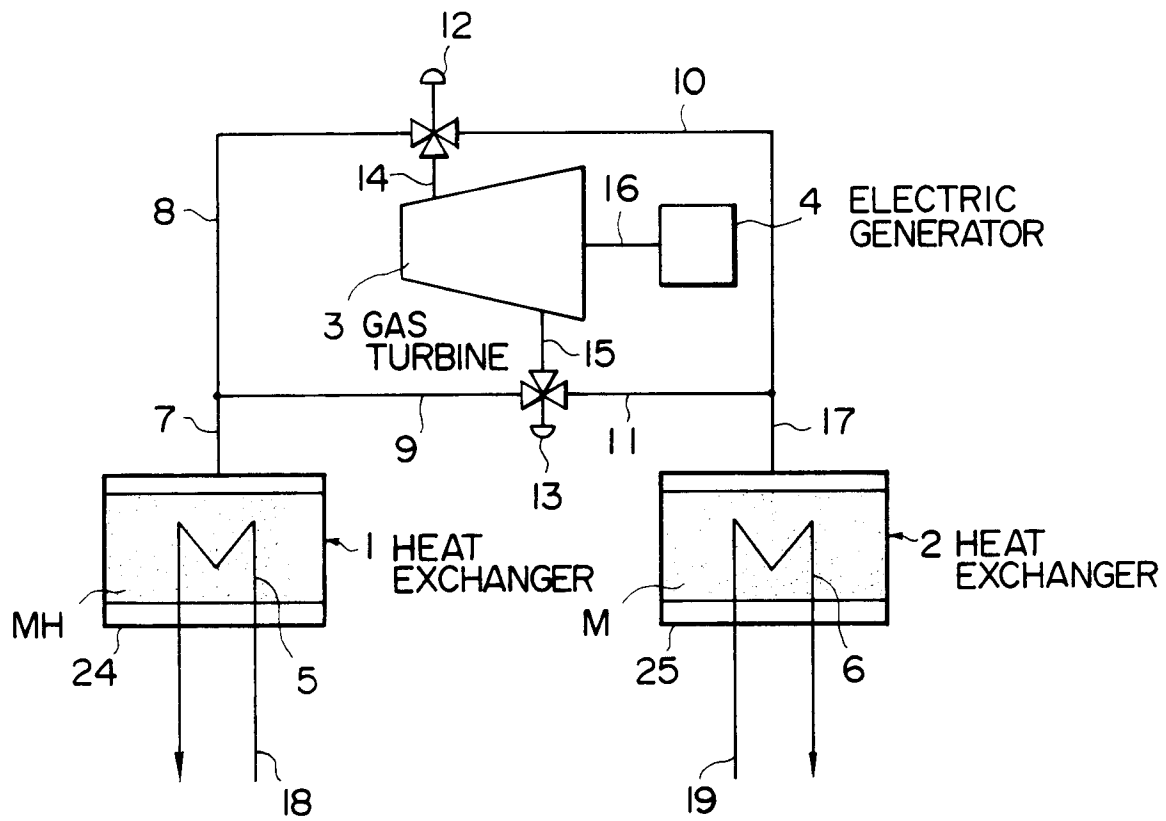 12
10
14
16
8
4 ELECTRIC
GENERATOR
3 GAS
TURBINE
15
7
9
11
17
13
1 HEAT
EXCHANGER
2 HEAT
EXCHANGER
MH
M
24
5
25
6
18
19